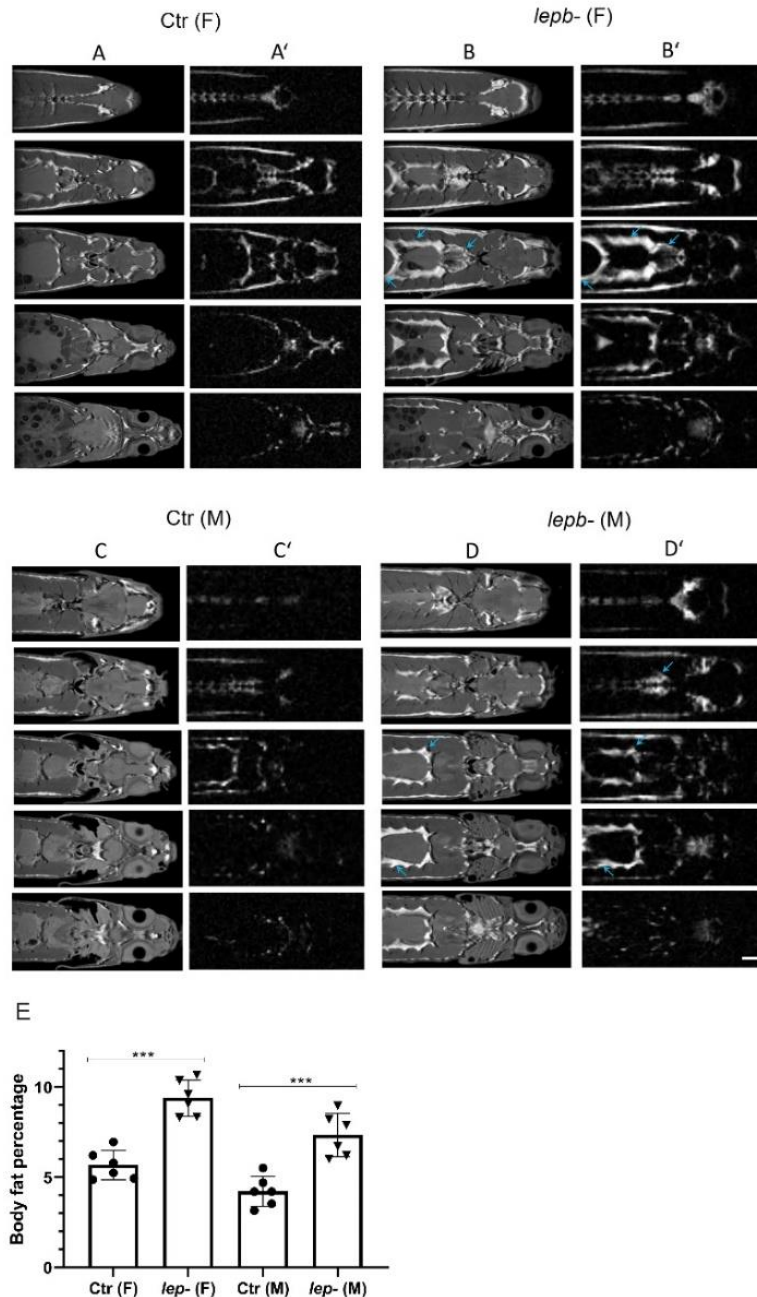 Ctr (F) lepb- (F)
A A′ B B′
Ctr (M) lepb- (M)
C C′ D D′
E
*** ***
Body fat percentage
10
5
0
Ctr (F) lep- (F) Ctr (M) lep- (M)